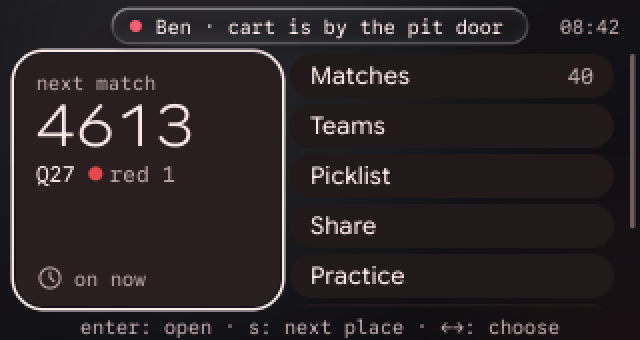 Ben · cart is by the pit door
08:42
next match
4613
Q27 red 1
on now
Matches 40
Teams
Picklist
Share
Practice
enter: open · s: next place · ↔: choose